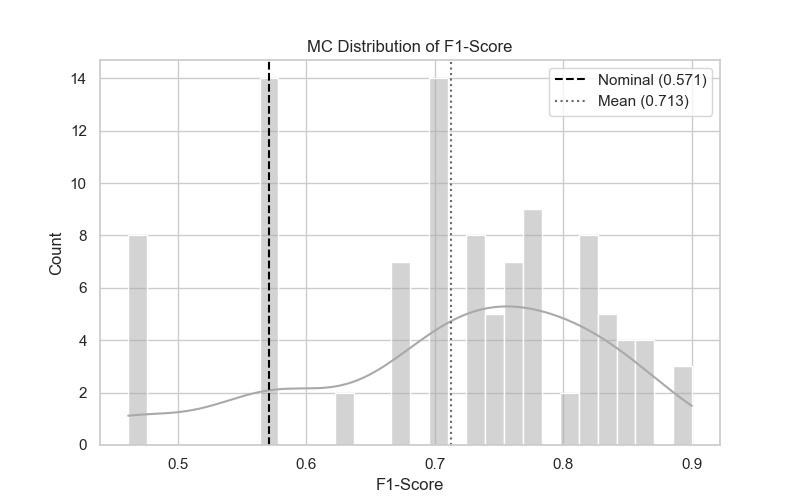 MC Distribution of F1-Score
Nominal (0.571)
Mean (0.713)
14
12
10
8
6
4
2
0
Count
0.5 0.6 0.7 0.8 0.9
F1-Score